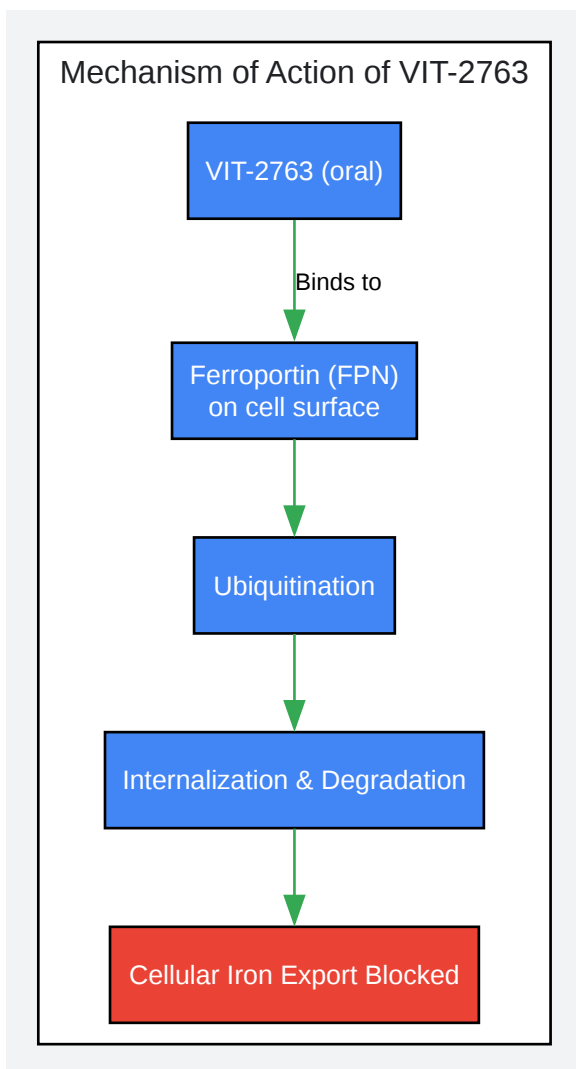 Mechanism of Action of VIT-2763
VIT-2763 (oral)
Binds to
Ferroportin (FPN)
on cell surface
Ubiquitination
Internalization & Degradation
Cellular Iron Export Blocked